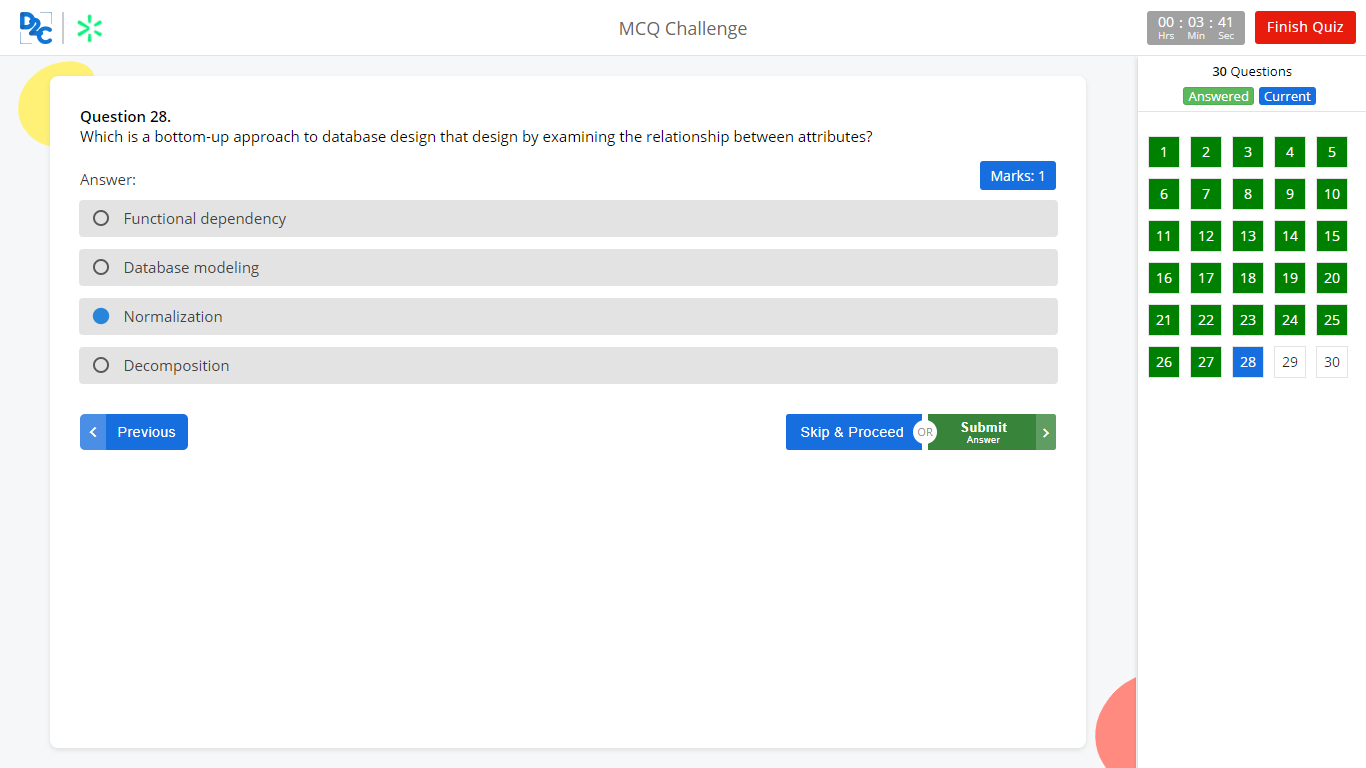 D2C
MCQ Challenge
00 : 03 : 41
Hrs Min Sec
Finish Quiz
30 Questions
Answered Current
Question 28.
Which is a bottom-up approach to database design that design by examining the relationship between attributes?
Answer:
Marks: 1
Functional dependency
Database modeling
Normalization
Decomposition
< Previous
Skip & Proceed
OR
Submit
Answer
>
1 2 3 4 5
6 7 8 9 10
11 12 13 14 15
16 17 18 19 20
21 22 23 24 25
26 27 28 29 30